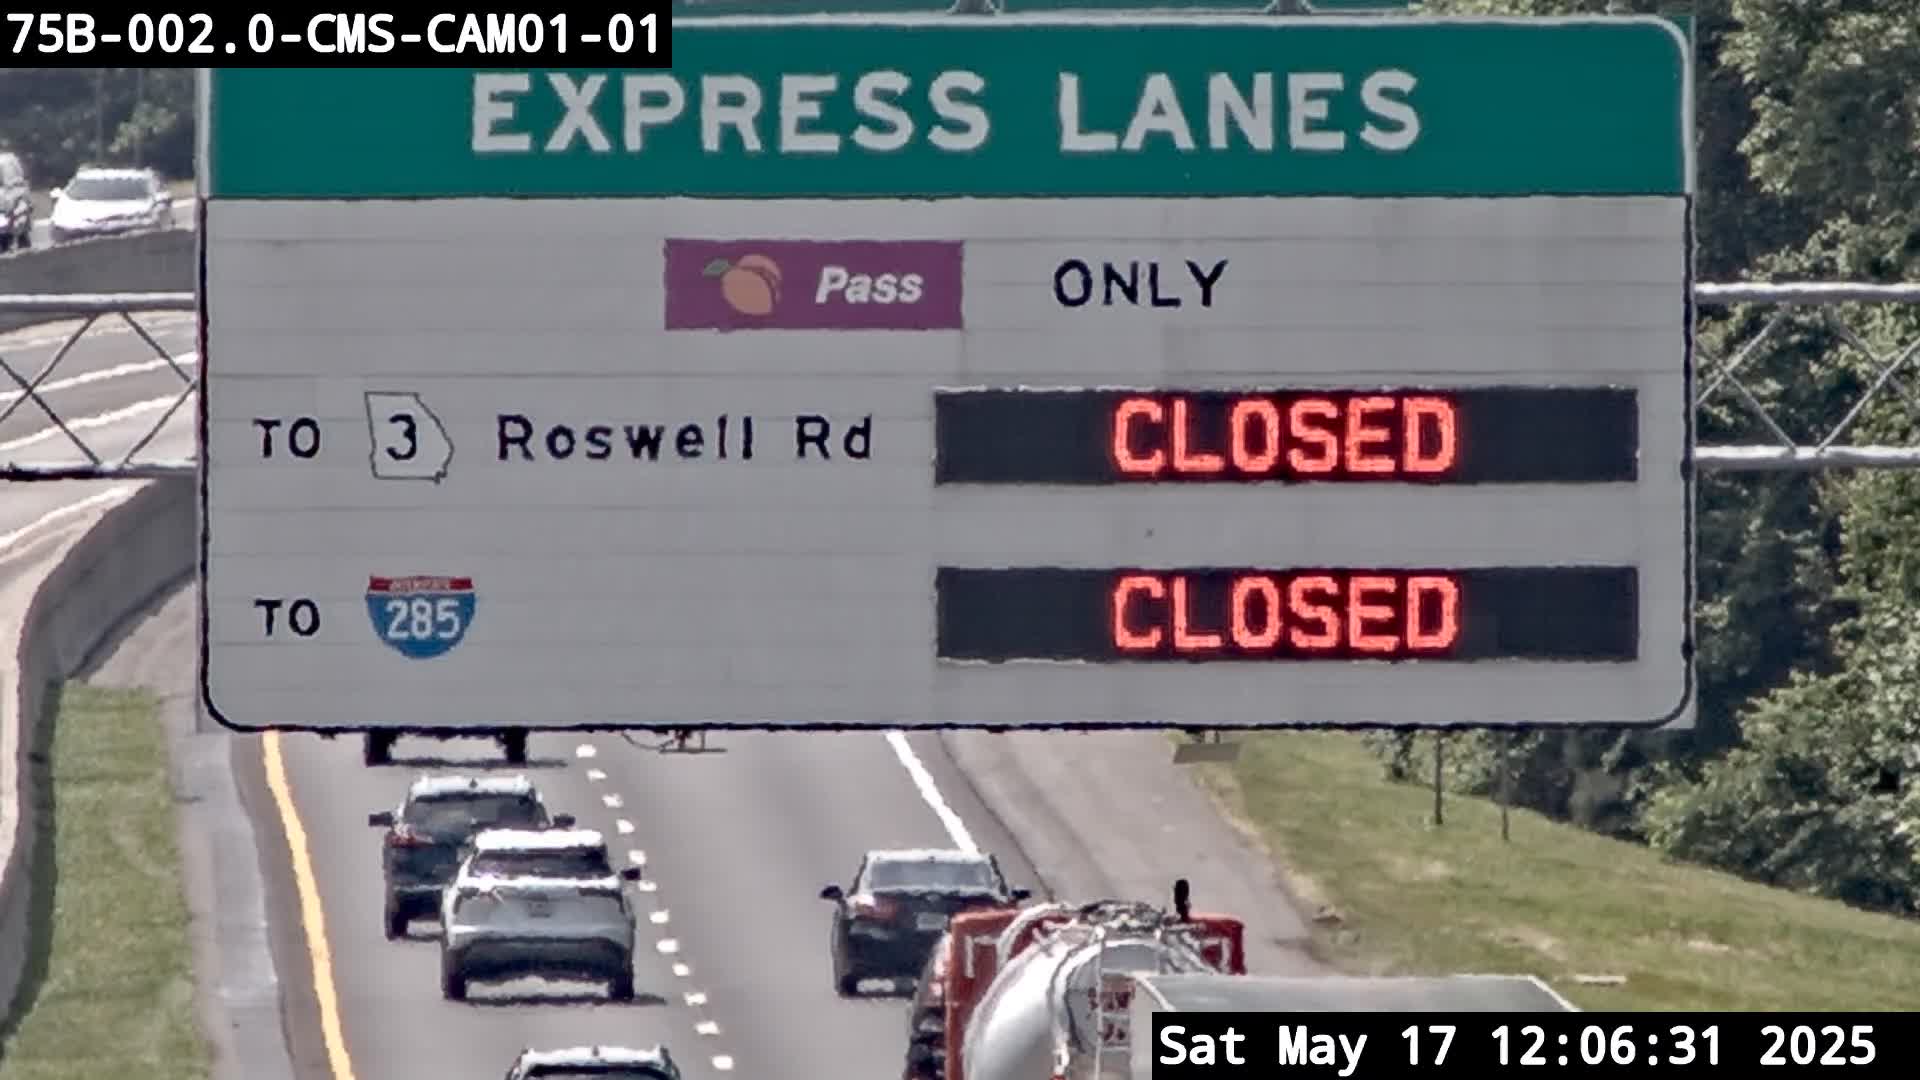 75B-002.0-CMS-CAM01-01
EXPRESS LANES
Pass ONLY
TO 3 Roswell Rd CLOSED
TO INTERSTATE 285 CLOSED
Sat May 17 12:06:31 2025